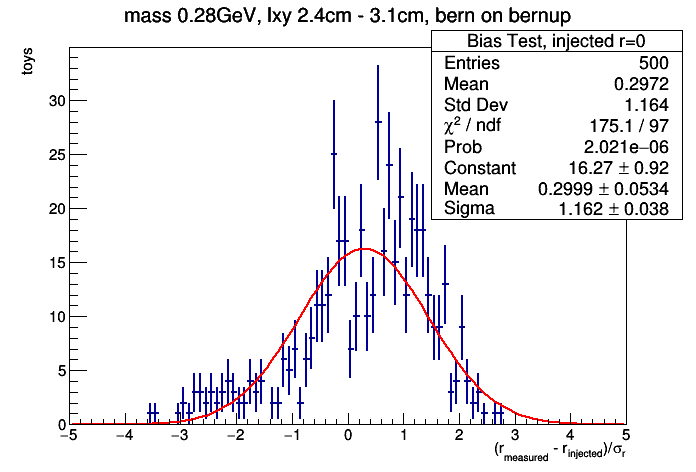 mass 0.28GeV, lxy 2.4cm - 3.1cm, bern on bernup
toys
Bias Test, injected r=0
Entries 500
Mean 0.2972
Std Dev 1.164
χ² / ndf 175.1 / 97
Prob 2.021e−06
Constant 16.27 ± 0.92
Mean 0.2999 ± 0.0534
Sigma 1.162 ± 0.038
30
25
20
15
10
5
0
−5 −4 −3 −2 −1 0 1 2 3 4 5
(r_measured - r_injected)/σ_r